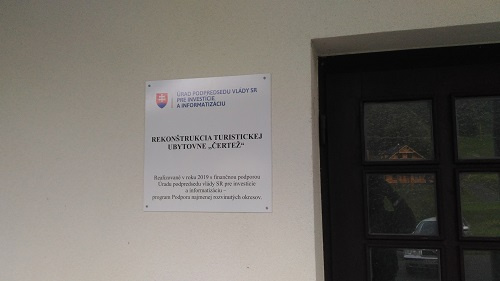 ÚRAD PODPREDSEDU VLÁDY SR
PRE INVESTÍCIE
A INFORMATIZÁCIU
REKONŠTRUKCIA TURISTICKEJ
UBYTOVNE „ČERTEŽ“
Realizované v roku 2019 s finančnou podporou
Úradu podpredsedu vlády SR pre investície
a informatizáciu -
program Podpora najmenej rozvinutých okresov.